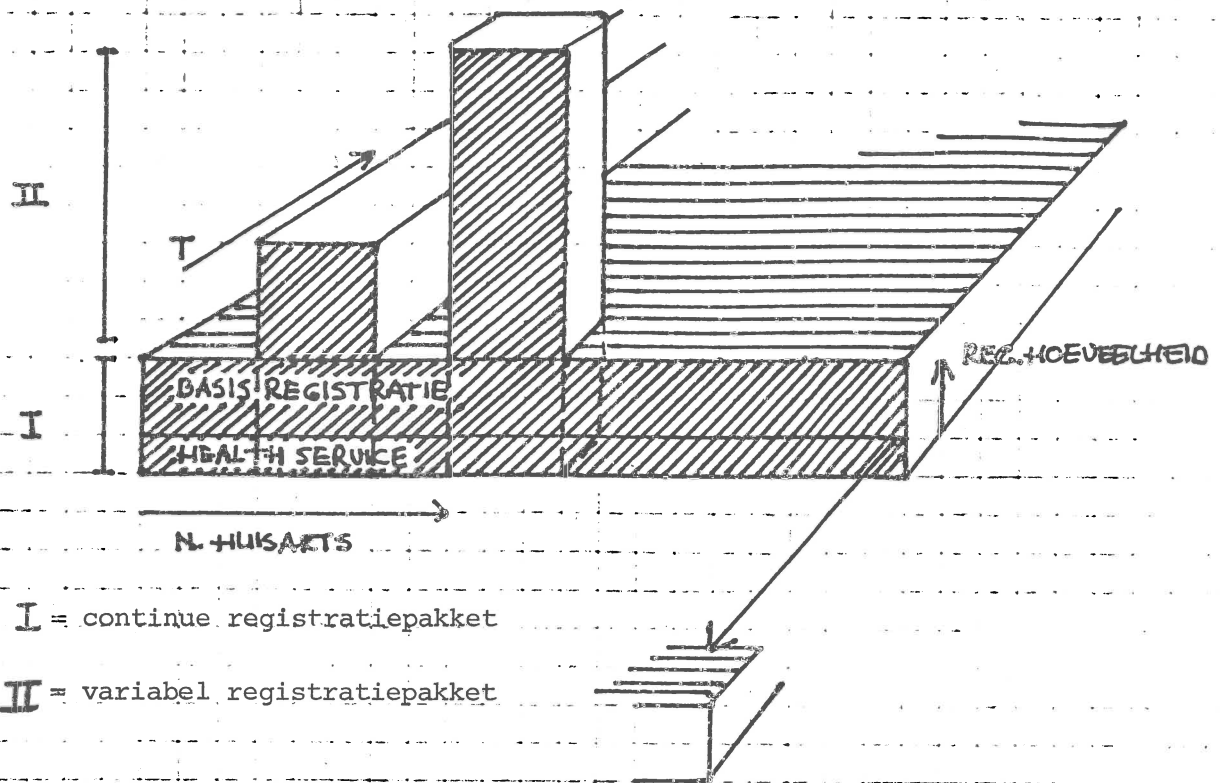 II
T
REG. HOEVEELHEID
BASIS REGISTRATIE
I
HEALTH SERVICE
N. HUISARTS
I = continue registratiepakket
II = variabel registratiepakket